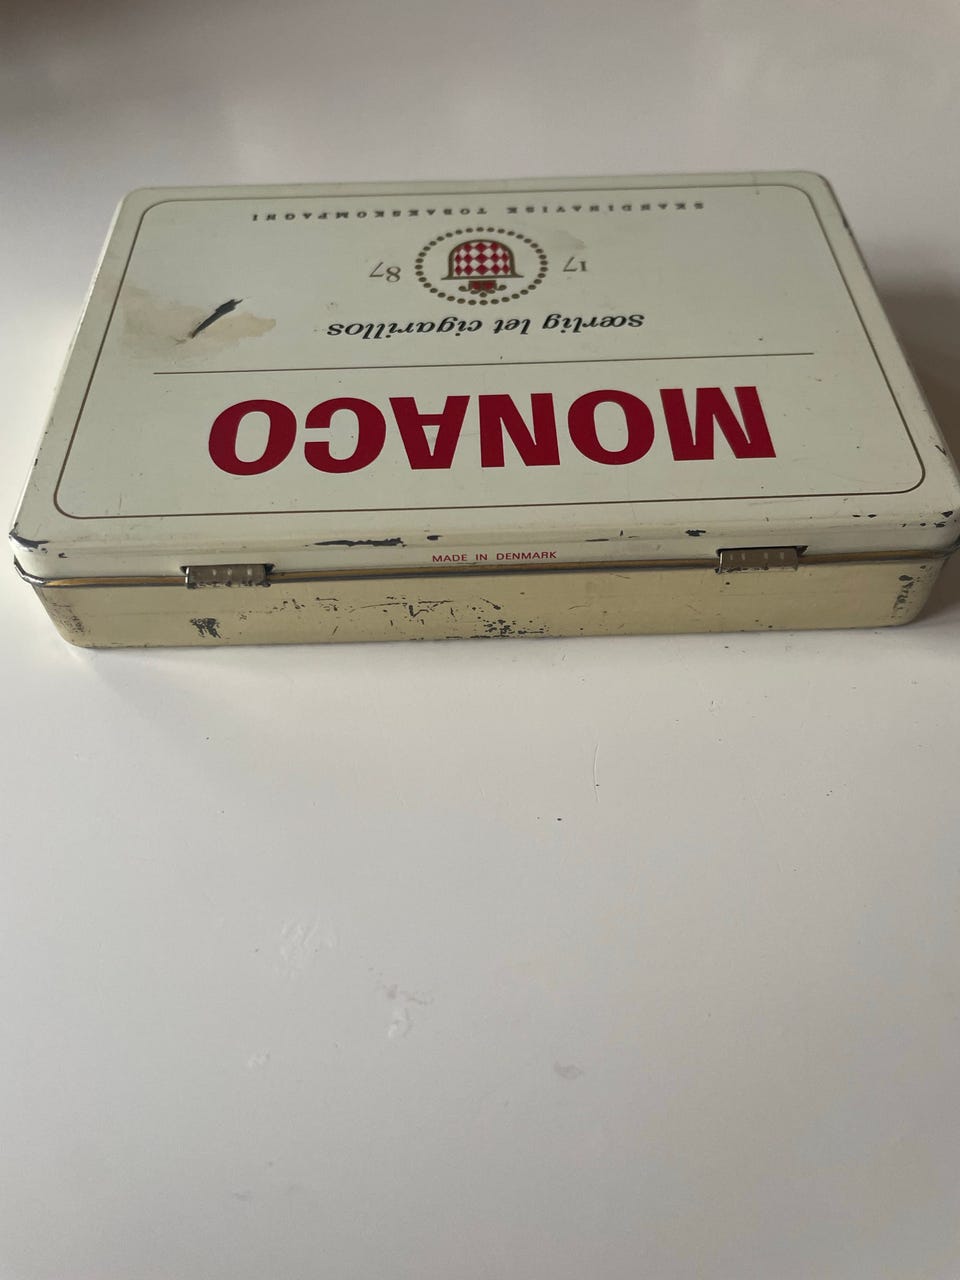 MONACO
særlig let cigarillos
17 87
SKANDINAVISK TOBAKSKOMPAGNI
MADE IN DENMARK